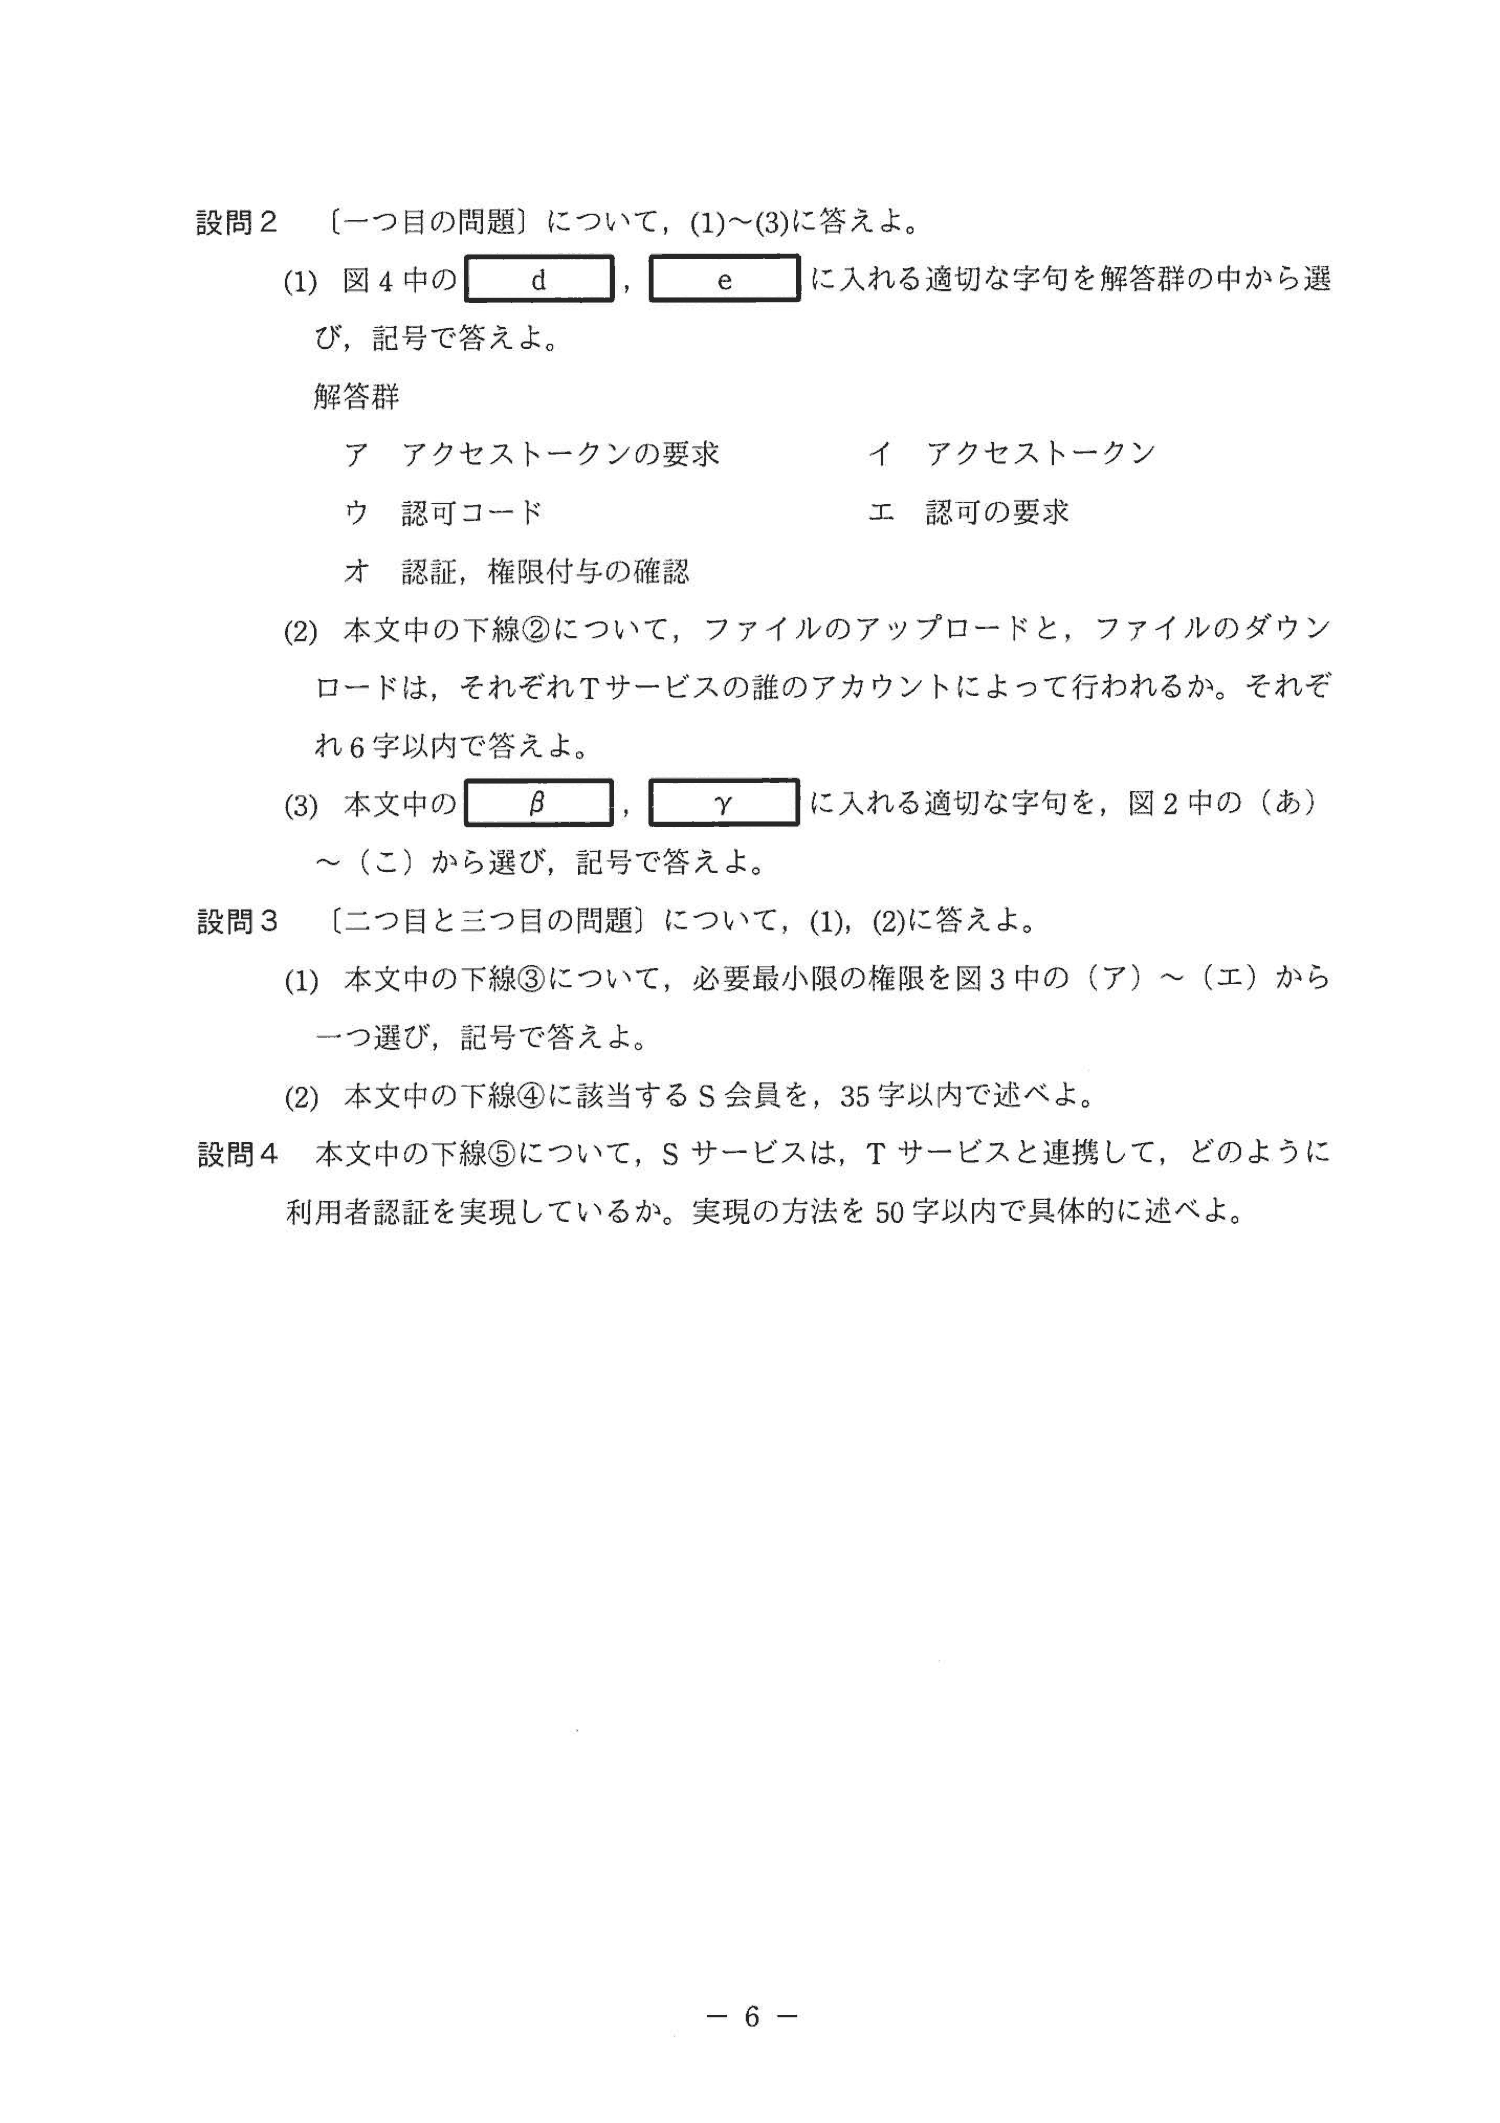 設問2 〔一つ目の問題〕について，(1)～(3)に答えよ。
(1) 図4中の d ， e に入れる適切な字句を解答群の中から選
び，記号で答えよ。
解答群
ア アクセストークンの要求 イ アクセストークン
ウ 認可コード エ 認可の要求
オ 認証，権限付与の確認
(2) 本文中の下線②について，ファイルのアップロードと，ファイルのダウン
ロードは，それぞれTサービスの誰のアカウントによって行われるか。それぞ
れ6字以内で答えよ。
(3) 本文中の β ， γ に入れる適切な字句を，図2中の（あ）
～（こ）から選び，記号で答えよ。
設問3 〔二つ目と三つ目の問題〕について，(1)，(2)に答えよ。
(1) 本文中の下線③について，必要最小限の権限を図3中の（ア）～（エ）から
一つ選び，記号で答えよ。
(2) 本文中の下線④に該当するS会員を，35字以内で述べよ。
設問4 本文中の下線⑤について，Sサービスは，Tサービスと連携して，どのように
利用者認証を実現しているか。実現の方法を50字以内で具体的に述べよ。
－ 6 －